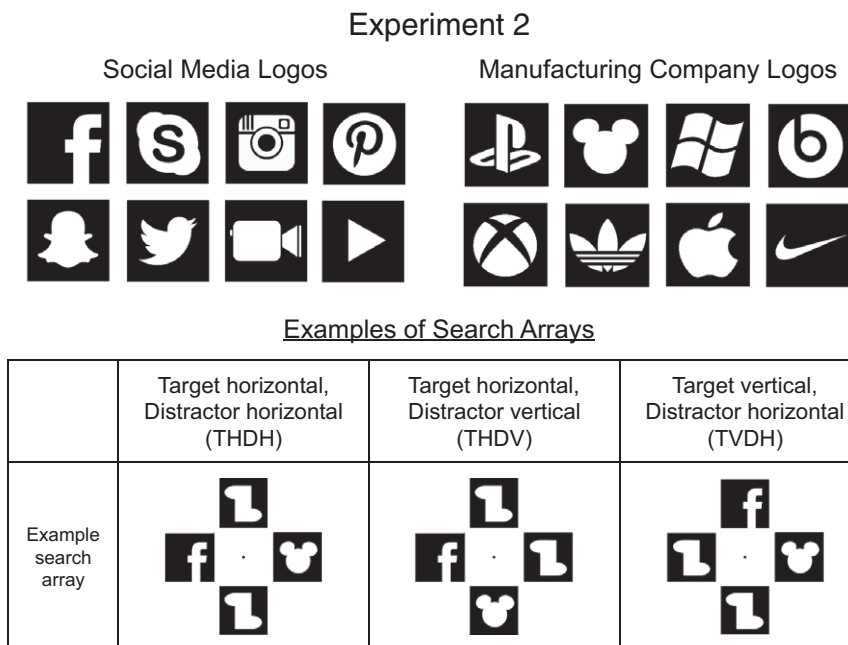 Experiment 2
Social Media Logos
Manufacturing Company Logos
f
S
P
b
Examples of Search Arrays
Target horizontal,
Distractor horizontal
(THDH)
Target horizontal,
Distractor vertical
(THDV)
Target vertical,
Distractor horizontal
(TVDH)
Example
search
array
f
f
f